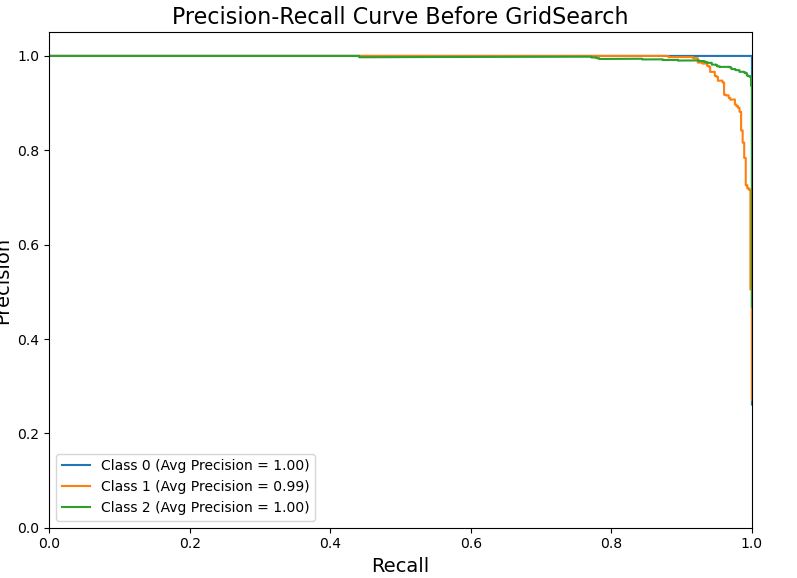 Precision-Recall Curve Before GridSearch
Precision
1.0
0.8
0.6
0.4
0.2
0.0
Class 0 (Avg Precision = 1.00)
Class 1 (Avg Precision = 0.99)
Class 2 (Avg Precision = 1.00)
0.0 0.2 0.4 0.6 0.8 1.0
Recall